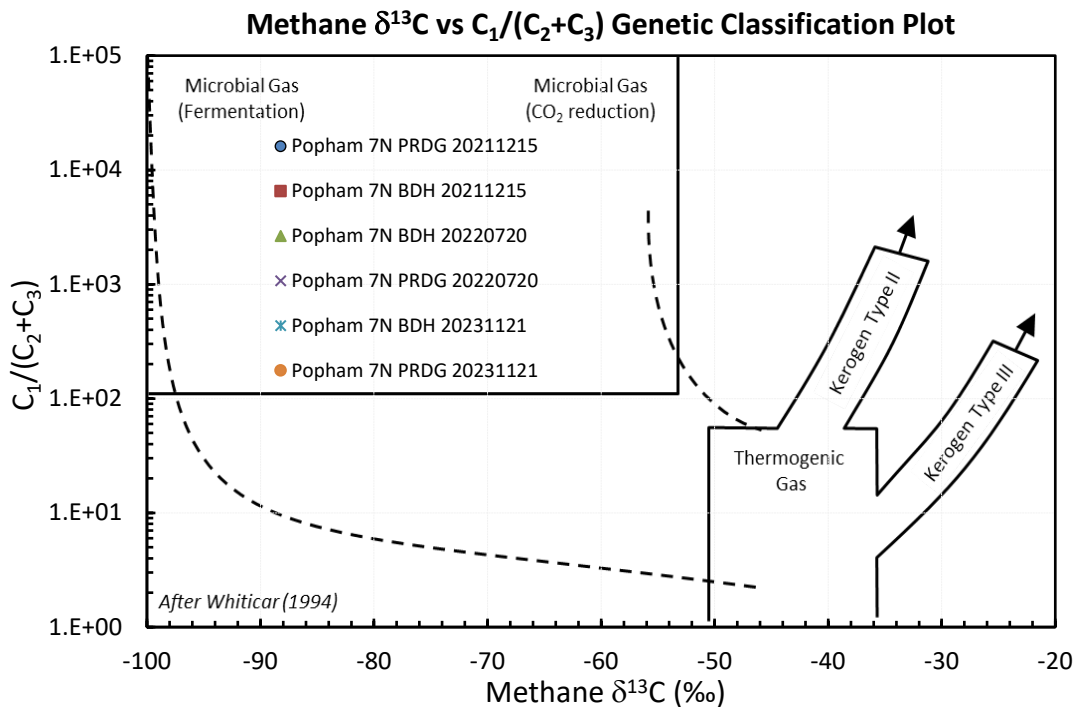 Methane δ¹³C vs C₁/(C₂+C₃) Genetic Classification Plot
1.E+05
1.E+04
1.E+03
1.E+02
1.E+01
1.E+00
C₁/(C₂+C₃)
Microbial Gas
(Fermentation)
Microbial Gas
(CO₂ reduction)
Popham 7N PRDG 20211215
Popham 7N BDH 20211215
Popham 7N BDH 20220720
Popham 7N PRDG 20220720
Popham 7N BDH 20231121
Popham 7N PRDG 20231121
Kerogen Type II
Kerogen Type III
Thermogenic
Gas
After Whiticar (1994)
-100
-90
-80
-70
-60
-50
-40
-30
-20
Methane δ¹³C (‰)